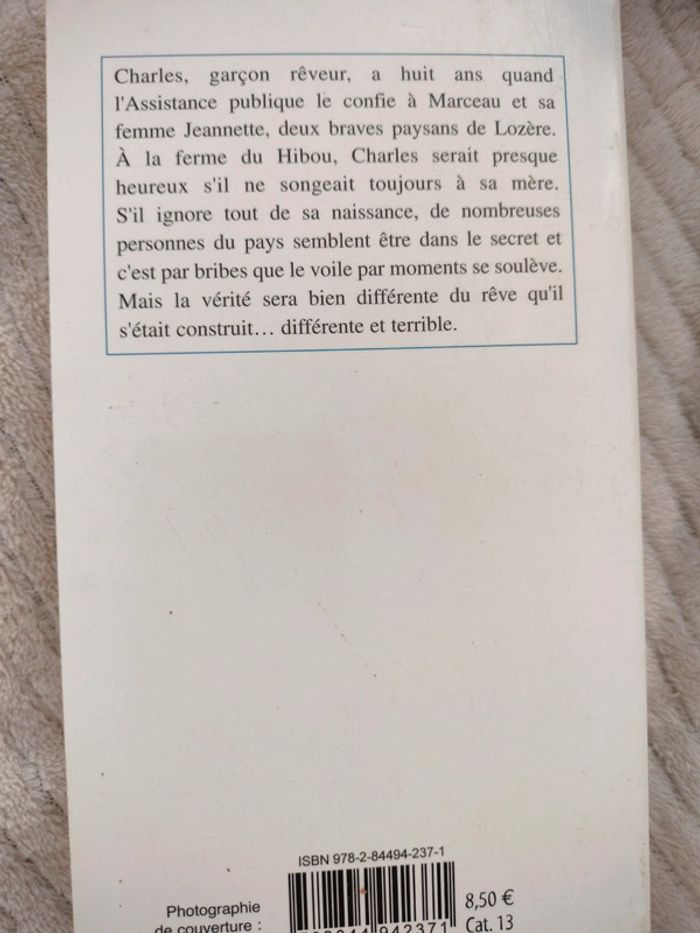 Charles, garçon rêveur, a huit ans quand
l'Assistance publique le confie à Marceau et sa
femme Jeannette, deux braves paysans de Lozère.
À la ferme du Hibou, Charles serait presque
heureux s'il ne songeait toujours à sa mère.
S'il ignore tout de sa naissance, de nombreuses
personnes du pays semblent être dans le secret et
c'est par bribes que le voile par moments se soulève.
Mais la vérité sera bien différente du rêve qu'il
s'était construit… différente et terrible.
ISBN 978-2-84494-237-1
Photographie
de couverture :
942371
8,50 €
Cat. 13